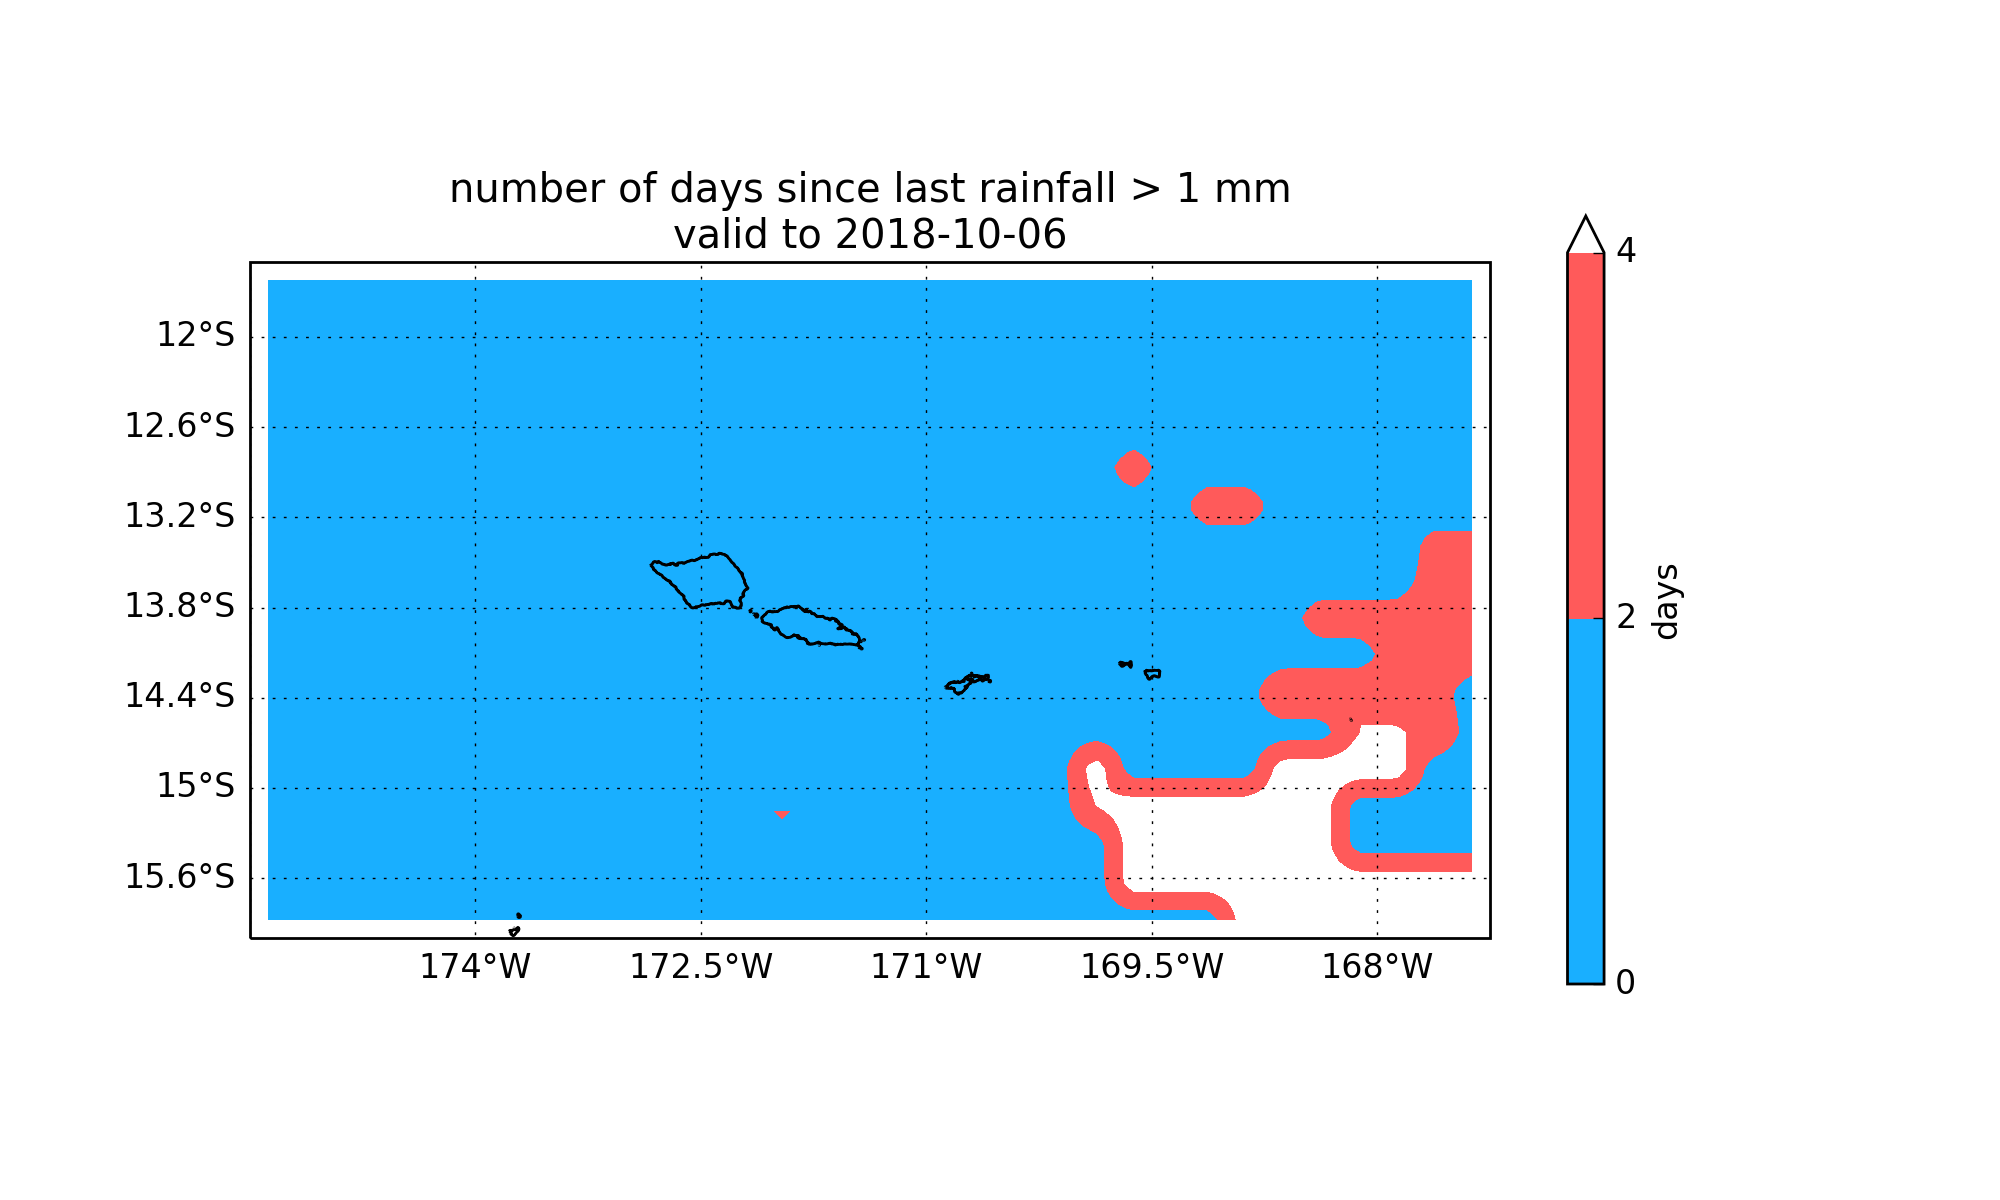 number of days since last rainfall > 1 mm
valid to 2018-10-06
12°S
12.6°S
13.2°S
13.8°S
14.4°S
15°S
15.6°S
174°W
172.5°W
171°W
169.5°W
168°W
4
2
0
days